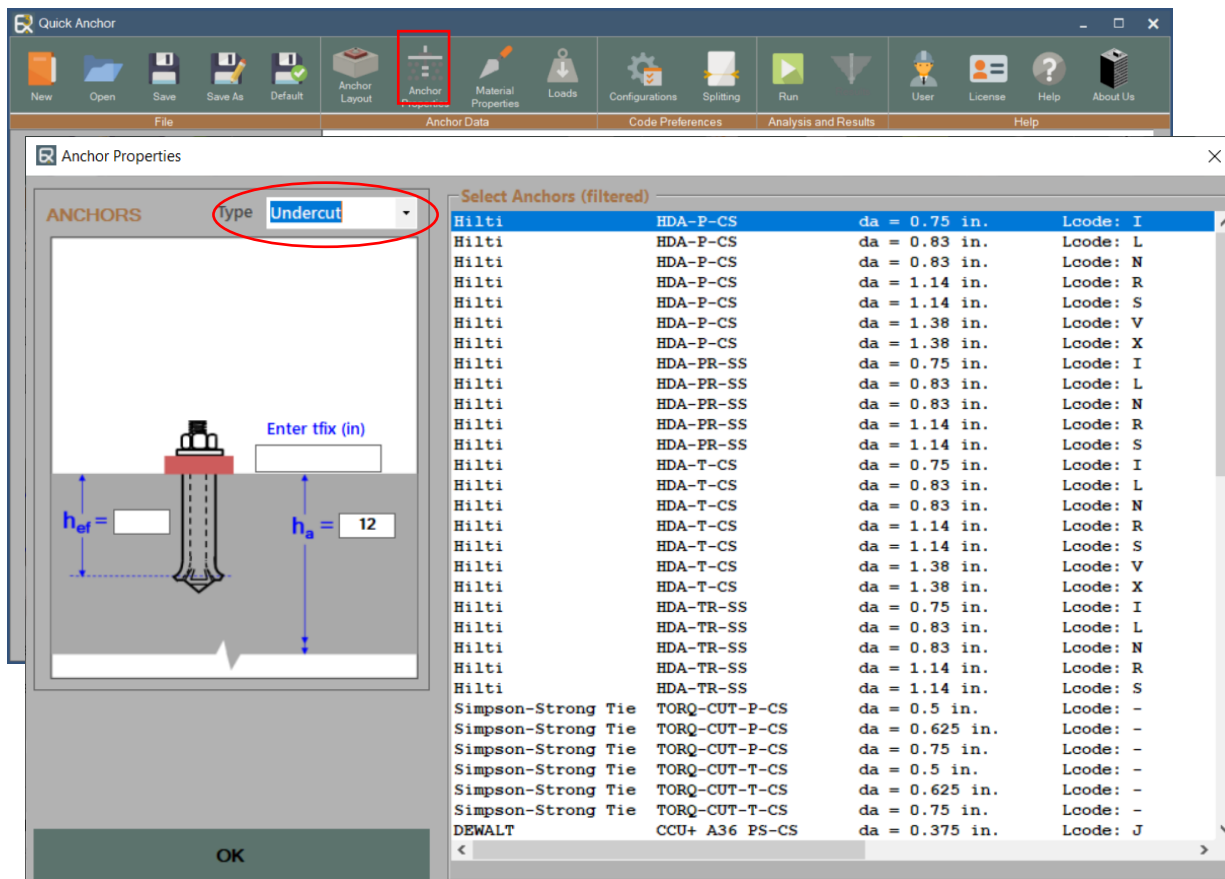 Quick Anchor
New
Open
Save
Save As
Default
Anchor Layout
Anchor Properties
Material Properties
Loads
Configurations
Splitting
Run
User
License
Help
About Us
File
Anchor Data
Code Preferences
Analysis and Results
Help
Anchor Properties
ANCHORS
Type
Undercut
Enter tfix (in)
hef =
ha = 12
OK
Select Anchors (filtered)
Hilti HDA-P-CS da = 0.75 in. Lcode: I
Hilti HDA-P-CS da = 0.83 in. Lcode: L
Hilti HDA-P-CS da = 0.83 in. Lcode: N
Hilti HDA-P-CS da = 1.14 in. Lcode: R
Hilti HDA-P-CS da = 1.14 in. Lcode: S
Hilti HDA-P-CS da = 1.38 in. Lcode: V
Hilti HDA-P-CS da = 1.38 in. Lcode: X
Hilti HDA-PR-SS da = 0.75 in. Lcode: I
Hilti HDA-PR-SS da = 0.83 in. Lcode: L
Hilti HDA-PR-SS da = 0.83 in. Lcode: N
Hilti HDA-PR-SS da = 1.14 in. Lcode: R
Hilti HDA-PR-SS da = 1.14 in. Lcode: S
Hilti HDA-T-CS da = 0.75 in. Lcode: I
Hilti HDA-T-CS da = 0.83 in. Lcode: L
Hilti HDA-T-CS da = 0.83 in. Lcode: N
Hilti HDA-T-CS da = 1.14 in. Lcode: R
Hilti HDA-T-CS da = 1.14 in. Lcode: S
Hilti HDA-T-CS da = 1.38 in. Lcode: V
Hilti HDA-T-CS da = 1.38 in. Lcode: X
Hilti HDA-TR-SS da = 0.75 in. Lcode: I
Hilti HDA-TR-SS da = 0.83 in. Lcode: L
Hilti HDA-TR-SS da = 0.83 in. Lcode: N
Hilti HDA-TR-SS da = 1.14 in. Lcode: R
Hilti HDA-TR-SS da = 1.14 in. Lcode: S
Simpson-Strong Tie TORQ-CUT-P-CS da = 0.5 in. Lcode: -
Simpson-Strong Tie TORQ-CUT-P-CS da = 0.625 in. Lcode: -
Simpson-Strong Tie TORQ-CUT-P-CS da = 0.75 in. Lcode: -
Simpson-Strong Tie TORQ-CUT-T-CS da = 0.5 in. Lcode: -
Simpson-Strong Tie TORQ-CUT-T-CS da = 0.625 in. Lcode: -
Simpson-Strong Tie TORQ-CUT-T-CS da = 0.75 in. Lcode: -
DEWALT CCU+ A36 PS-CS da = 0.375 in. Lcode: J